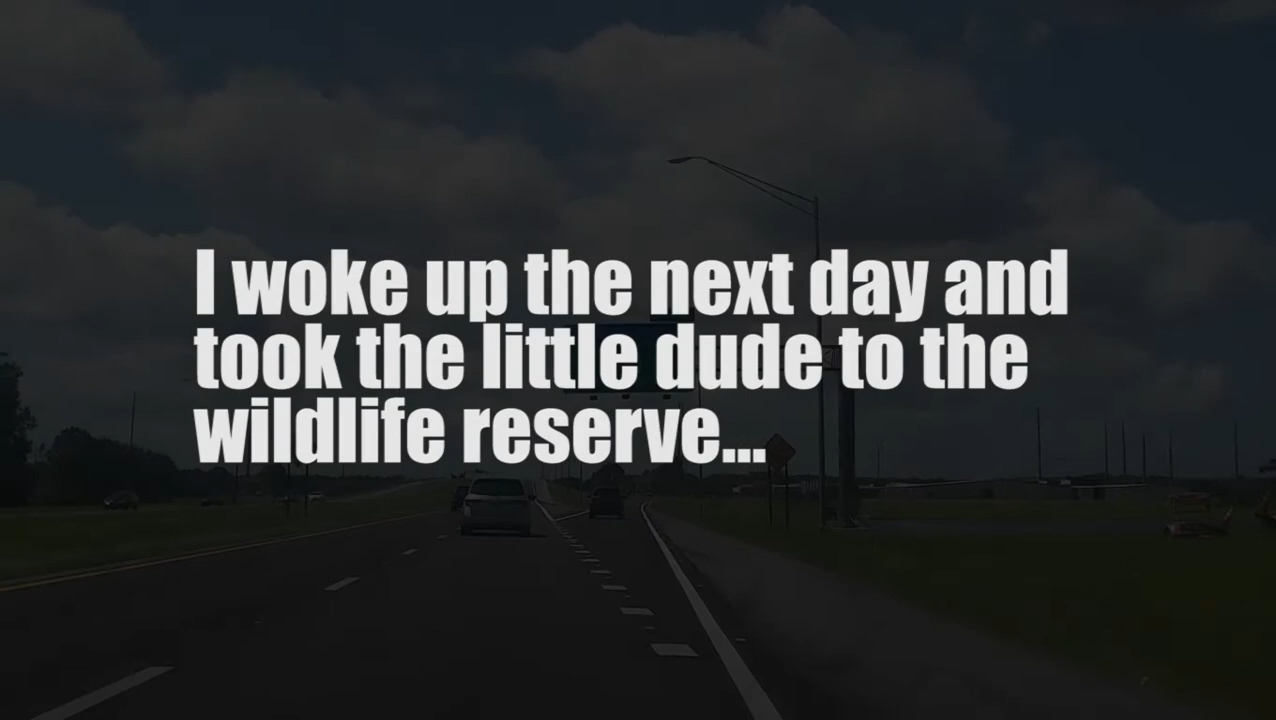 I woke up the next day and
took the little dude to the
wildlife reserve...